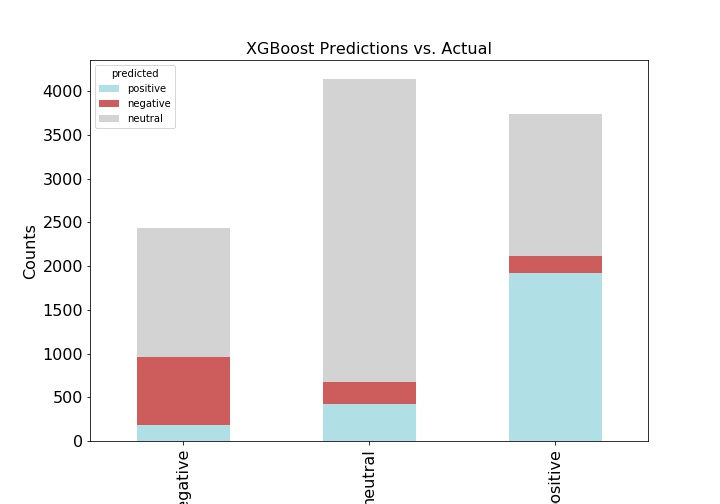 XGBoost Predictions vs. Actual
predicted
positive
negative
neutral
4000
3500
3000
2500
2000
1500
1000
500
0
Counts
egative
neutral
ositive